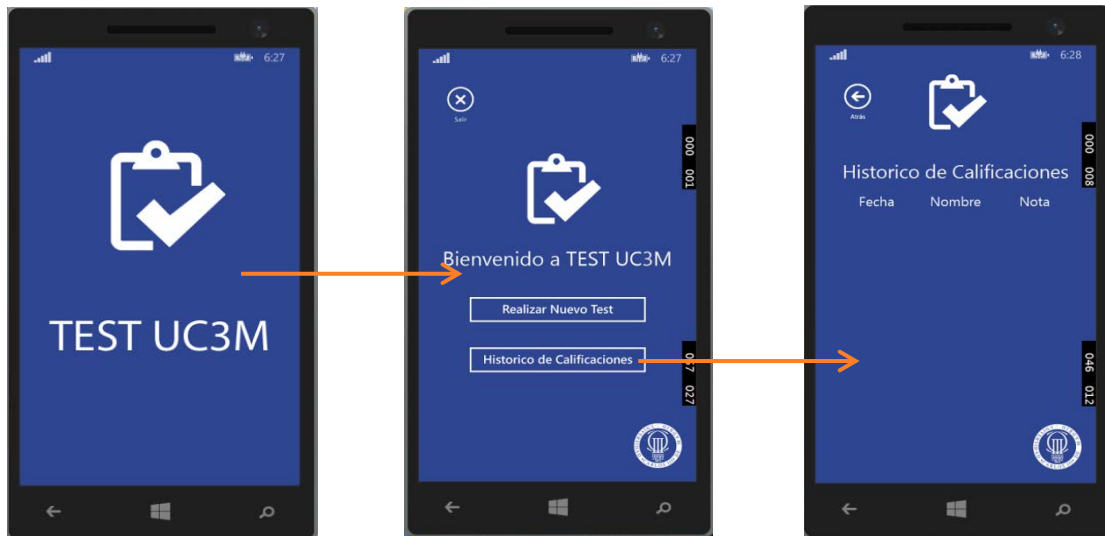 6:27
TEST UC3M
6:27
Salir
000 001
Bienvenido a TEST UC3M
Realizar Nuevo Test
Historico de Calificaciones
027
6:28
Atrás
000 008
Historico de Calificaciones
Fecha Nombre Nota
046 012